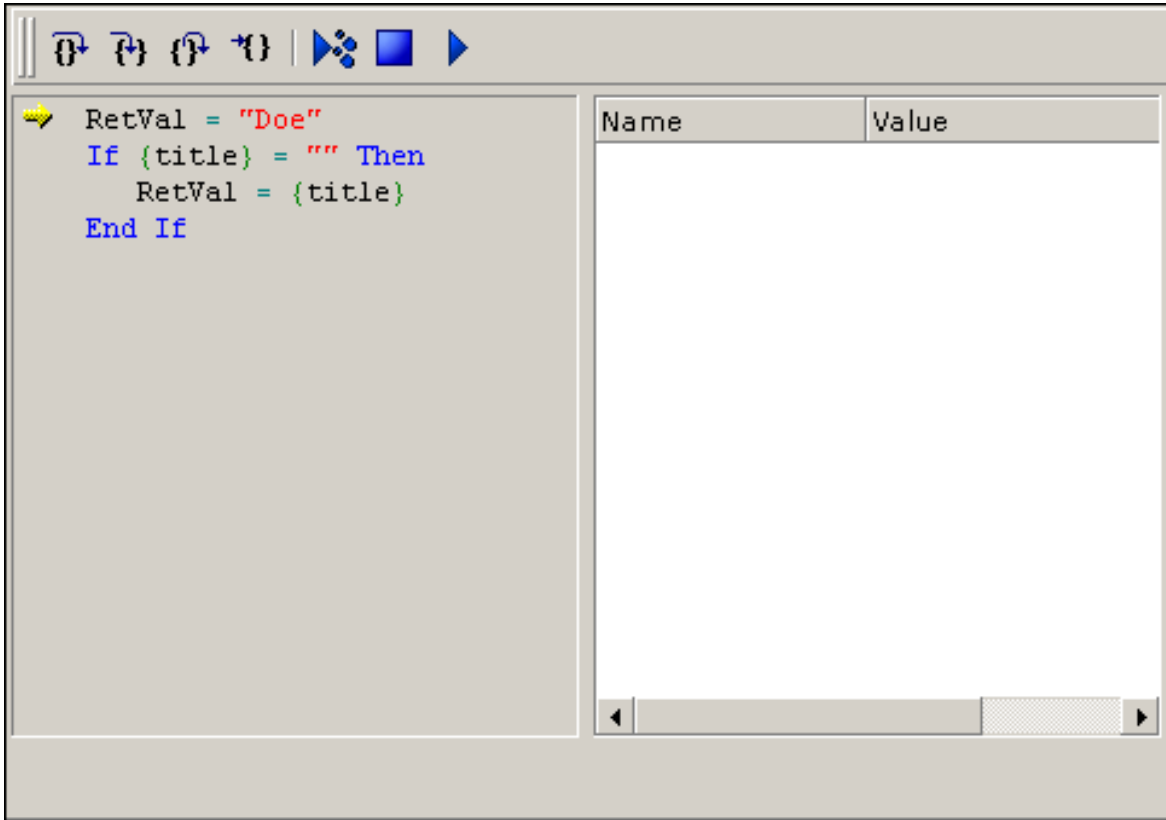 RetVal = "Doe"
If {title} = "" Then
   RetVal = {title}
End If
Name Value